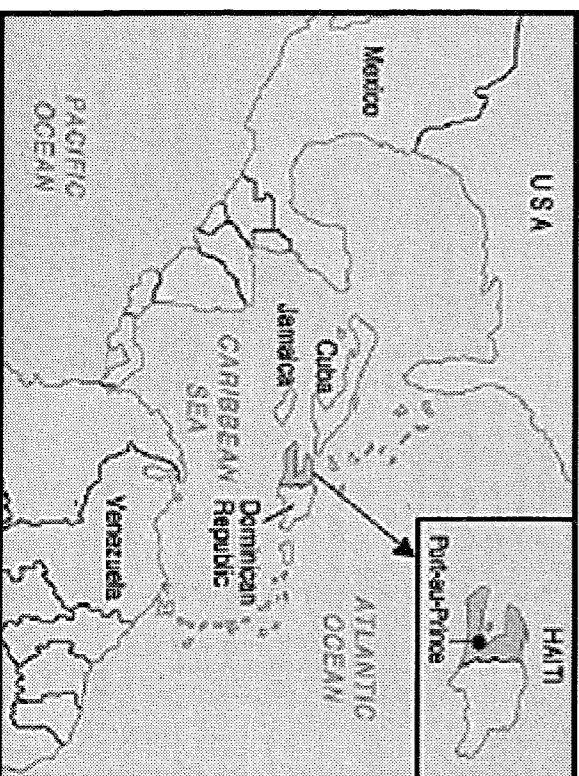 USA
HAITI
Port-au-Prince
Mexico
Cuba
Jamaica
ATLANTIC
OCEAN
CARIBBEAN
SEA
Dominican
Republic
PACIFIC
OCEAN
Venezuela